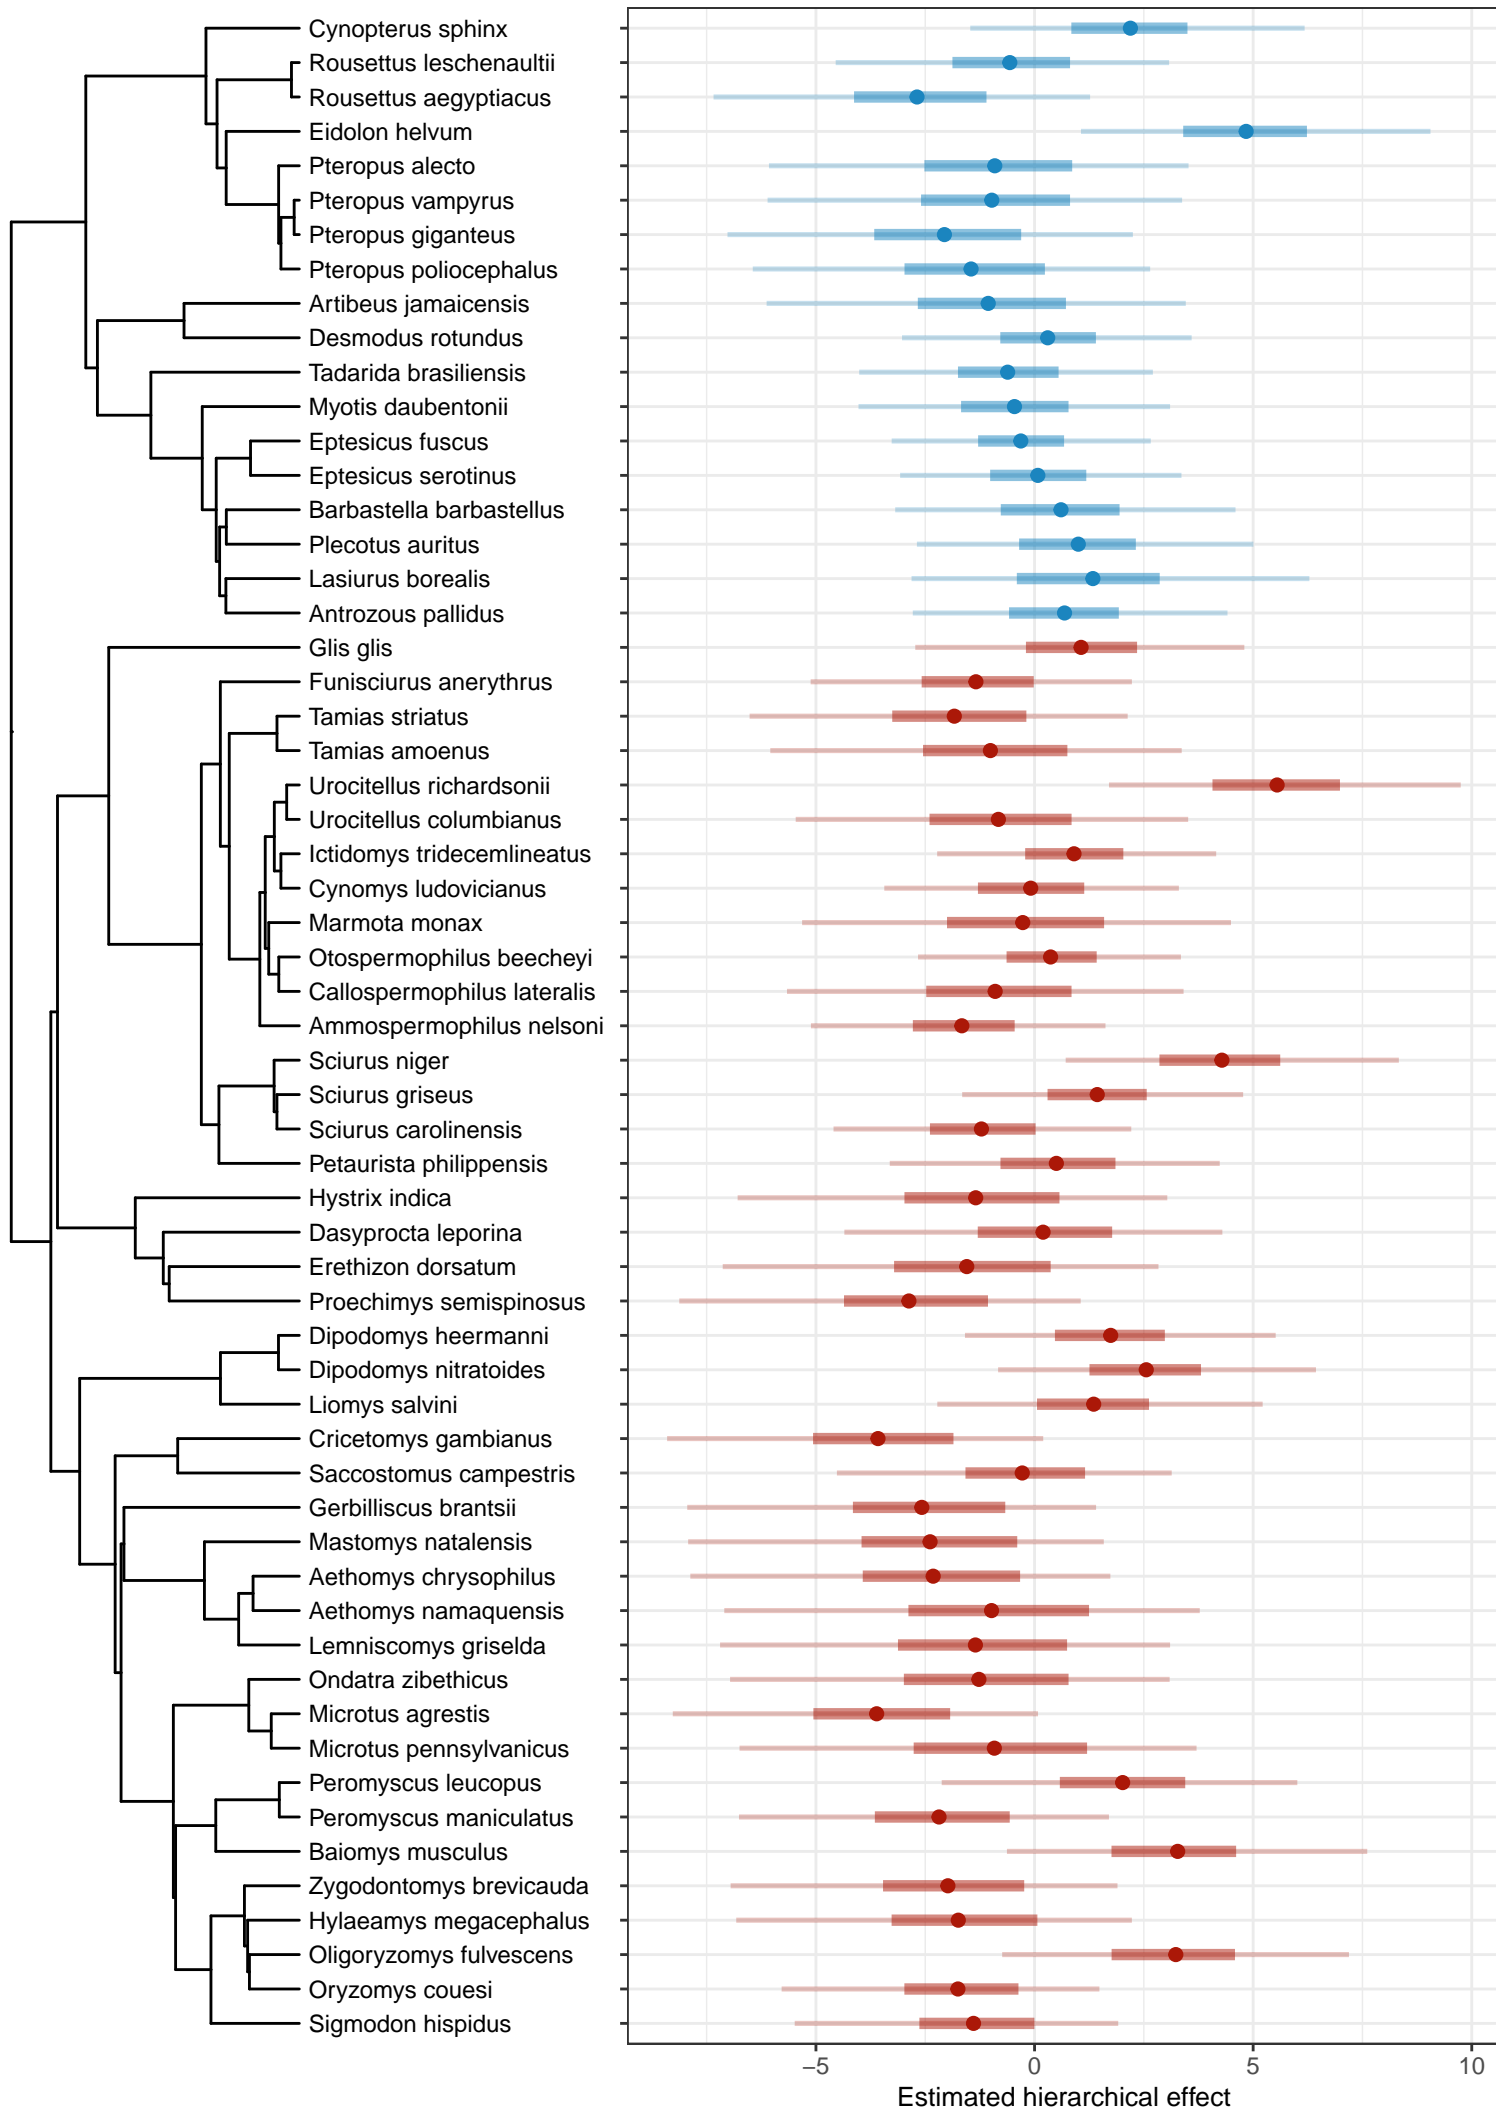 Cynopterus sphinx
Rousettus leschenaultii
Rousettus aegyptiacus
Eidolon helvum
Pteropus alecto
Pteropus vampyrus
Pteropus giganteus
Pteropus poliocephalus
Artibeus jamaicensis
Desmodus rotundus
Tadarida brasiliensis
Myotis daubentonii
Eptesicus fuscus
Eptesicus serotinus
Barbastella barbastellus
Plecotus auritus
Lasiurus borealis
Antrozous pallidus
Glis glis
Funisciurus anerythrus
Tamias striatus
Tamias amoenus
Urocitellus richardsonii
Urocitellus columbianus
Ictidomys tridecemlineatus
Cynomys ludovicianus
Marmota monax
Otospermophilus beecheyi
Callospermophilus lateralis
Ammospermophilus nelsoni
Sciurus niger
Sciurus griseus
Sciurus carolinensis
Petaurista philippensis
Hystrix indica
Dasyprocta leporina
Erethizon dorsatum
Proechimys semispinosus
Dipodomys heermanni
Dipodomys nitratoides
Liomys salvini
Cricetomys gambianus
Saccostomus campestris
Gerbilliscus brantsii
Mastomys natalensis
Aethomys chrysophilus
Aethomys namaquensis
Lemniscomys griselda
Ondatra zibethicus
Microtus agrestis
Microtus pennsylvanicus
Peromyscus leucopus
Peromyscus maniculatus
Baiomys musculus
Zygodontomys brevicauda
Hylaeamys megacephalus
Oligoryzomys fulvescens
Oryzomys couesi
Sigmodon hispidus
−5 0 5 10
Estimated hierarchical effect